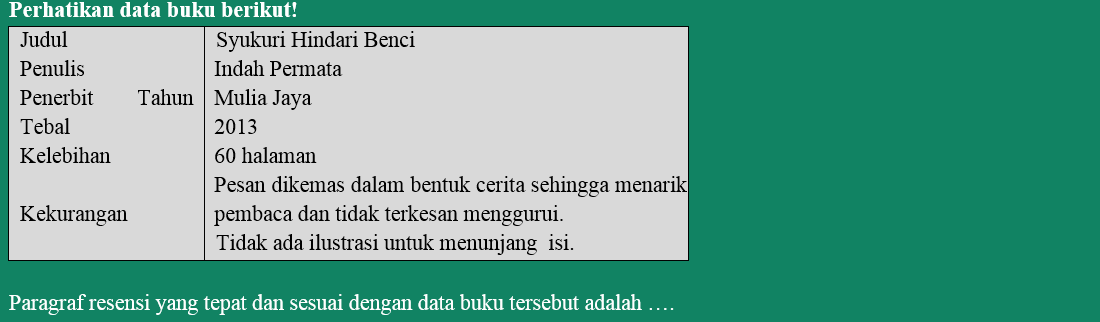 Perhatikan data buku berikut!
Judul Syukuri Hindari Benci
Penulis Indah Permata
Penerbit Tahun Mulia Jaya
Tebal 2013
Kelebihan 60 halaman
Pesan dikemas dalam bentuk cerita sehingga menarik
Kekurangan pembaca dan tidak terkesan menggurui.
Tidak ada ilustrasi untuk menunjang isi.
Paragraf resensi yang tepat dan sesuai dengan data buku tersebut adalah ….